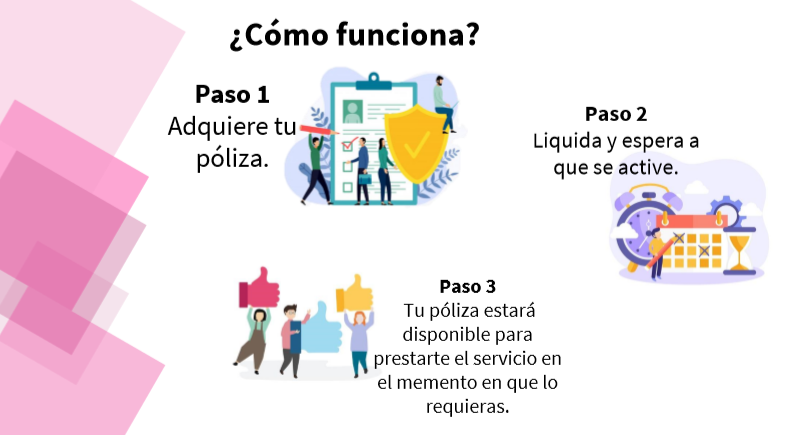 ¿Cómo funciona?
Paso 1
Adquiere tu
póliza.
Paso 2
Liquida y espera a
que se active.
Paso 3
Tu póliza estará
disponible para
prestarte el servicio en
el memento en que lo
requieras.